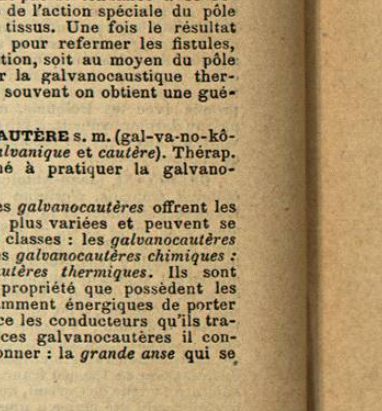 de l'action spéciale du pôle
tissus. Une fois le résultat
pour refermer les fistules,
tion, soit au moyen du pôle
r la galvanocaustique ther-
souvent on obtient une gué-
CAUTÈRE s. m. (gal-va-no-kô-
alvanique et cautère). Thérap.
né à pratiquer la galvano-
es galvanocautères offrent les
plus variées et peuvent se
classes : les galvanocautères
s galvanocautères chimiques :
utères thermiques. Ils sont
propriété que possèdent les
mment énergiques de porter
ce les conducteurs qu'ils tra-
ces galvanocautères il con-
onner : la grande anse qui se